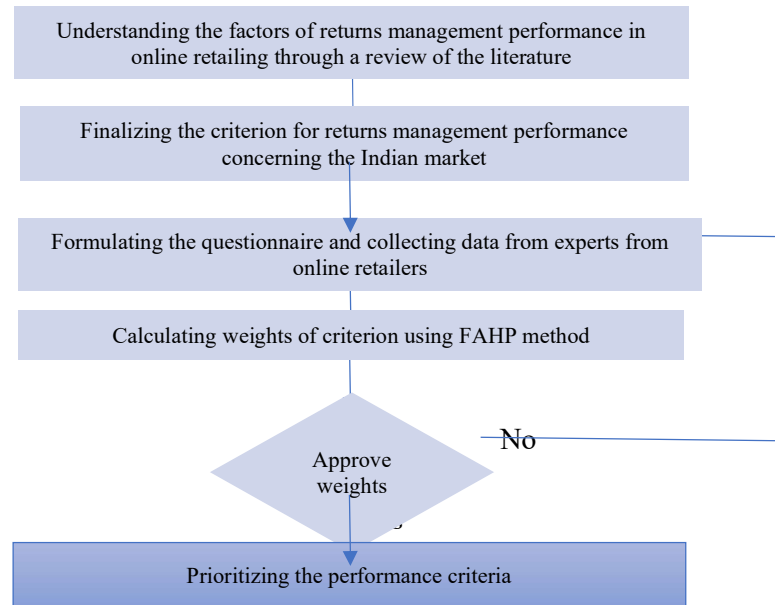 Understanding the factors of returns management performance in
online retailing through a review of the literature
Finalizing the criterion for returns management performance
concerning the Indian market
Formulating the questionnaire and collecting data from experts from
online retailers
Calculating weights of criterion using FAHP method
No
Approve
weights
Prioritizing the performance criteria